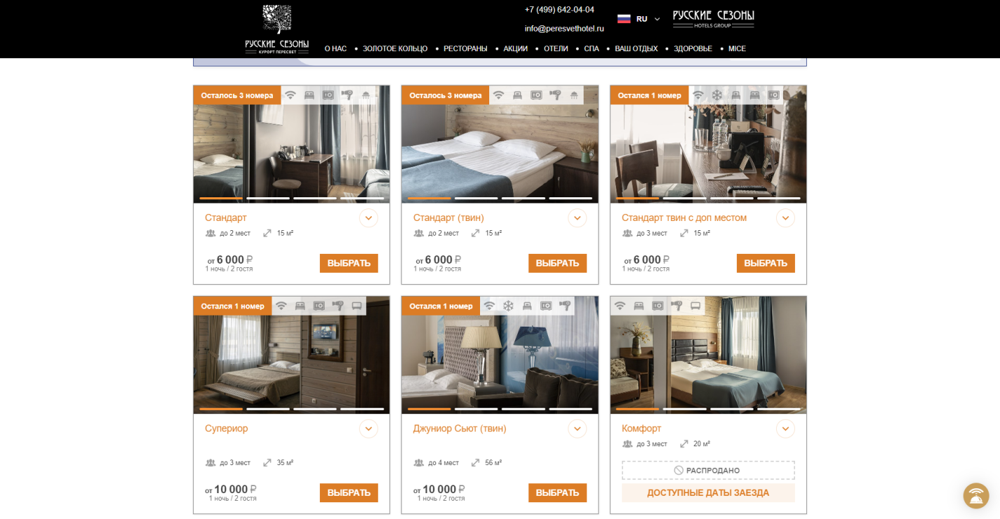 +7 (499) 642-04-04
info@peresvethotel.ru
RU
РУССКИЕ СЕЗОНЫ
HOTELS GROUP
РУССКИЕ СЕЗОНЫ
КУРОРТ ПЕРЕСВЕТ
О НАС • ЗОЛОТОЕ КОЛЬЦО • РЕСТОРАНЫ • АКЦИИ • ОТЕЛИ • СПА • ВАШ ОТДЫХ • ЗДОРОВЬЕ • MICE
Осталось 3 номера
Стандарт
до 2 мест 15 м²
от 6 000 ₽
1 ночь / 2 гостя
ВЫБРАТЬ
Осталось 3 номера
Стандарт (твин)
до 2 мест 15 м²
от 6 000 ₽
1 ночь / 2 гостя
ВЫБРАТЬ
Остался 1 номер
Стандарт твин с доп местом
до 3 мест 15 м²
от 6 000 ₽
1 ночь / 2 гостя
ВЫБРАТЬ
Остался 1 номер
Супериор
до 3 мест 35 м²
от 10 000 ₽
1 ночь / 2 гостя
ВЫБРАТЬ
Остался 1 номер
Джуниор Сьют (твин)
до 4 мест 56 м²
от 10 000 ₽
1 ночь / 2 гостя
ВЫБРАТЬ
Комфорт
до 3 мест 20 м²
РАСПРОДАНО
ДОСТУПНЫЕ ДАТЫ ЗАЕЗДА